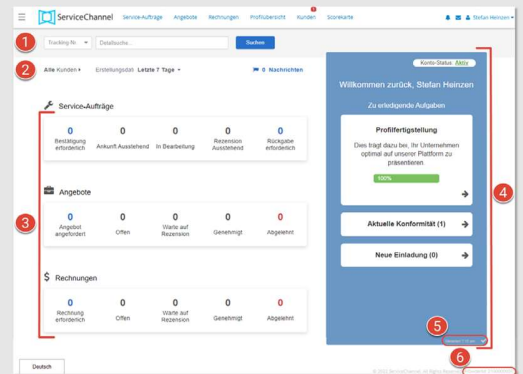 ServiceChannel
Service-Aufträge Angebote Rechnungen Profilübersicht Kunden Scorekarte
Stefan Heinzen
1
Tracking-Nr.
Detailsuche...
Suchen
2
Alle Kunden
Letzte 7 Tage
0 Nachrichten
3
Service-Aufträge
0 0 0 0 0
Bestätigung erforderlich
Ankunft Ausstehend
In Bearbeitung
Rezension Ausstehend
Rückgabe erforderlich
Angebote
0 0 0 0 0
Angebot angefordert
Offen
Warte auf Rezension
Genehmigt
Abgelehnt
$ Rechnungen
0 0 0 0 0
Rechnung erforderlich
Offen
Warte auf Rezension
Genehmigt
Abgelehnt
Konto-Status: Aktiv
Willkommen zurück, Stefan Heinzen
Zu erledigende Aufgaben
Profilfertigstellung
Dies trägt dazu bei, Ihr Unternehmen
optimal auf unserer Plattform zu
präsentieren.
100%
Aktuelle Konformität (1)
Neue Einladung (0)
4
5
6
Deutsch